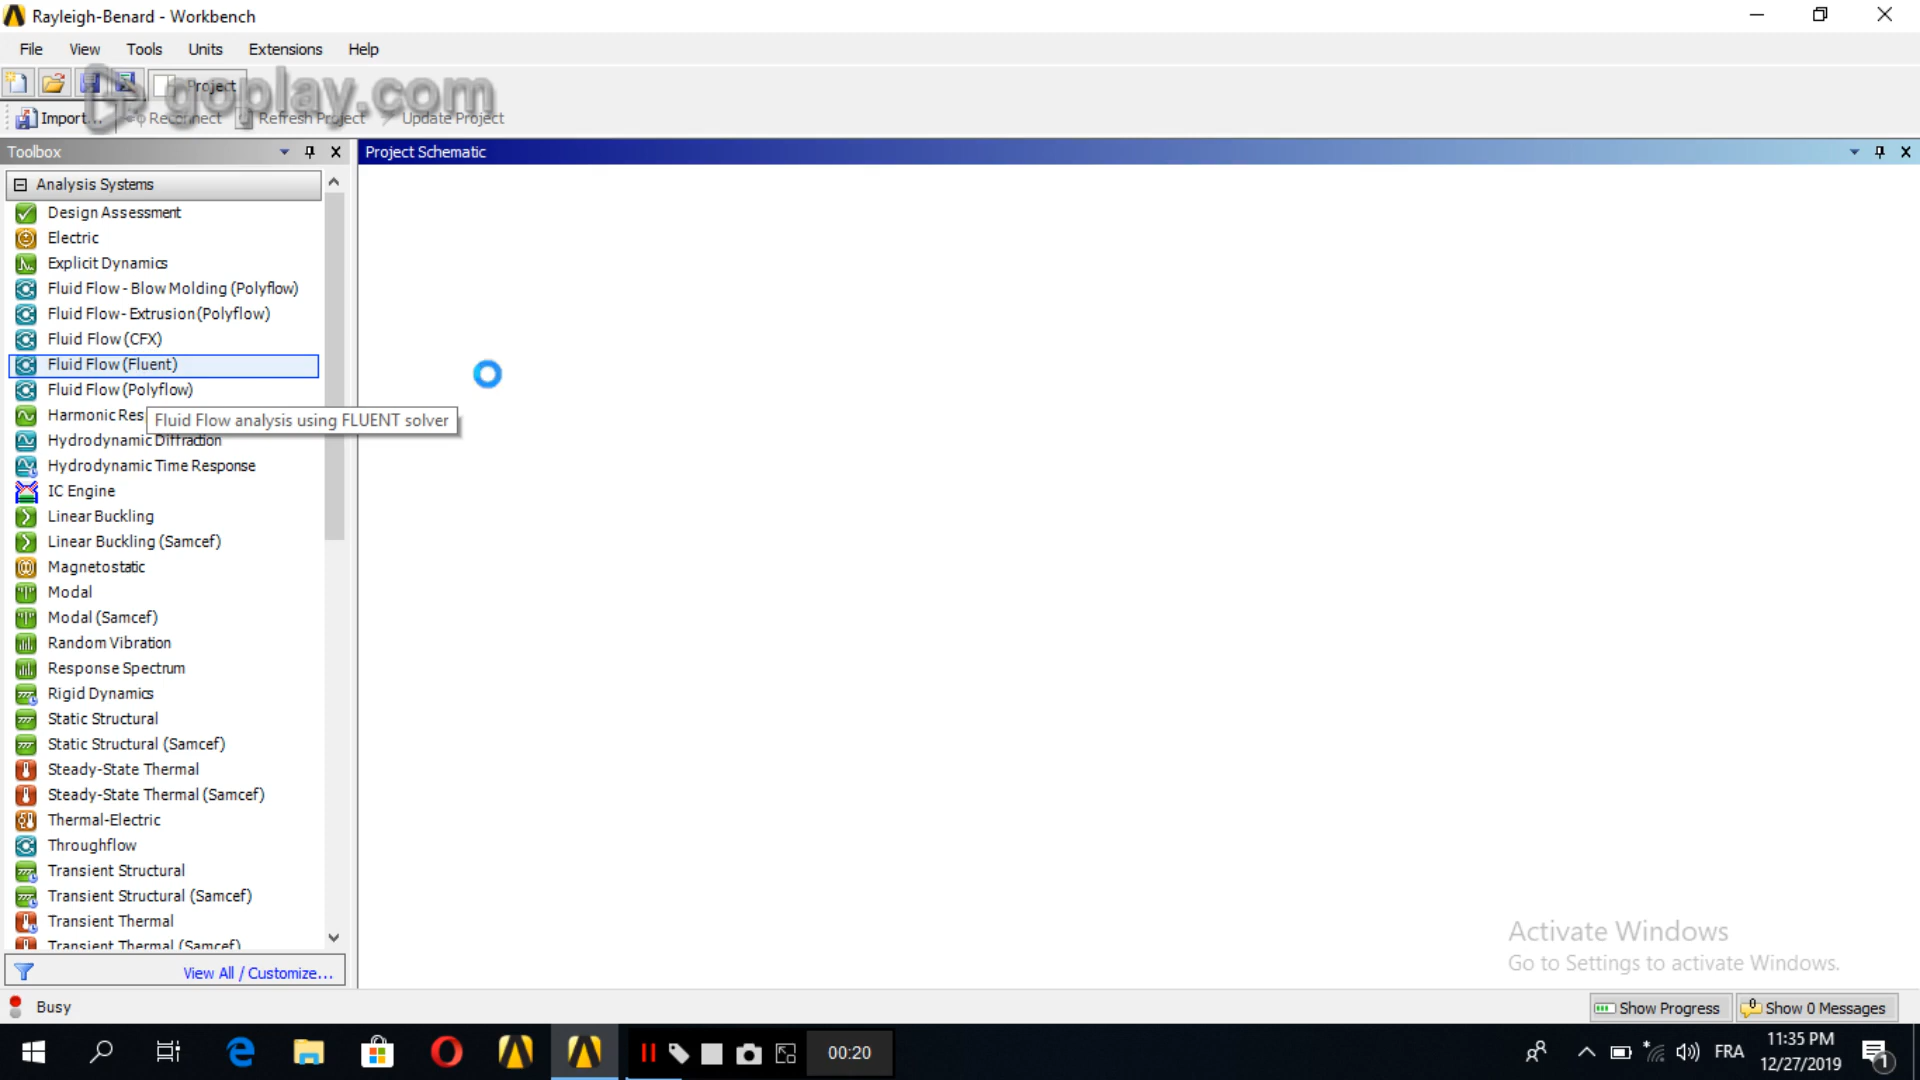 Rayleigh-Benard - Workbench
File View Tools Units Extensions Help
Project
goplay.com
Import... Reconnect Refresh Project Update Project
Toolbox
Project Schematic
Analysis Systems
Design Assessment
Electric
Explicit Dynamics
Fluid Flow - Blow Molding (Polyflow)
Fluid Flow- Extrusion (Polyflow)
Fluid Flow (CFX)
Fluid Flow (Fluent)
Fluid Flow (Polyflow)
Harmonic Res
Fluid Flow analysis using FLUENT solver
Hydrodynamic Diffraction
Hydrodynamic Time Response
IC Engine
Linear Buckling
Linear Buckling (Samcef)
Magnetostatic
Modal
Modal (Samcef)
Random Vibration
Response Spectrum
Rigid Dynamics
Static Structural
Static Structural (Samcef)
Steady-State Thermal
Steady-State Thermal (Samcef)
Thermal-Electric
Throughflow
Transient Structural
Transient Structural (Samcef)
Transient Thermal
Transient Thermal (Samcef)
View All / Customize...
Activate Windows
Go to Settings to activate Windows.
Busy
Show Progress
0 Show 0 Messages
00:20
FRA
11:35 PM
12/27/2019
1